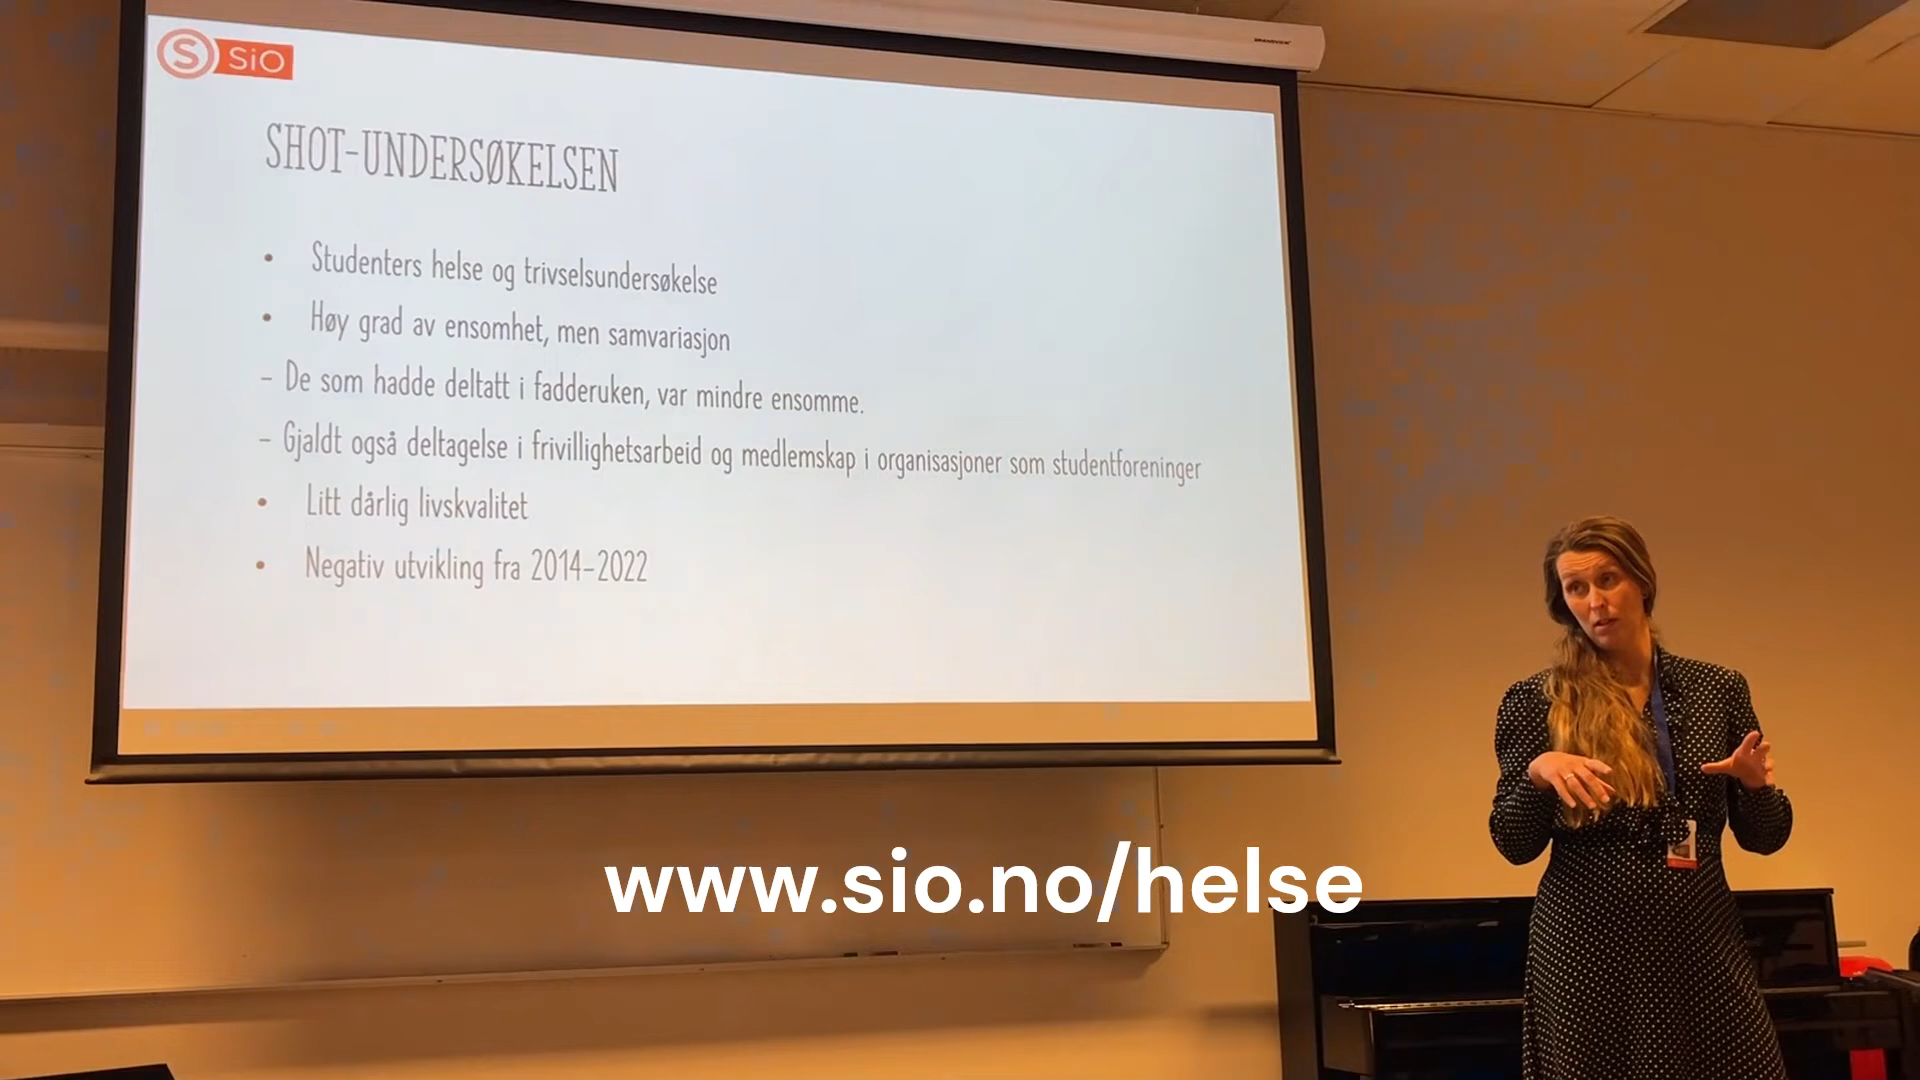 S SiO
SHOT-UNDERSØKELSEN
• Studenters helse og trivselsundersøkelse
• Høy grad av ensomhet, men samvariasjon
– De som hadde deltatt i fadderuken, var mindre ensomme.
– Gjaldt også deltagelse i frivillighetsarbeid og medlemskap i organisasjoner som studentforeninger
• Litt dårlig livskvalitet
• Negativ utvikling fra 2014–2022
www.sio.no/helse